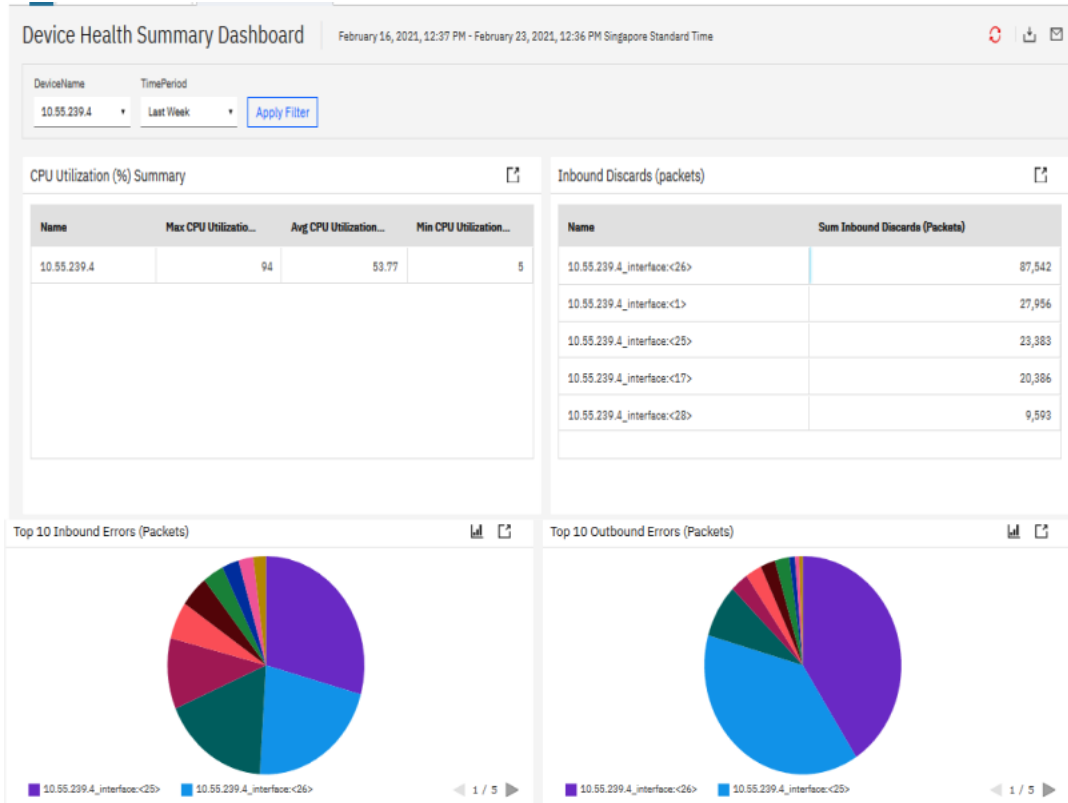 Device Health Summary Dashboard
February 16, 2021, 12:37 PM - February 23, 2021, 12:36 PM Singapore Standard Time
DeviceName TimePeriod
10.55.239.4 Last Week Apply Filter
CPU Utilization (%) Summary
Name Max CPU Utilizatio... Avg CPU Utilization... Min CPU Utilization...
10.55.239.4 94 53.77 5
Inbound Discards (packets)
Name Sum Inbound Discards (Packets)
10.55.239.4_interface:<26> 87,542
10.55.239.4_interface:<1> 27,956
10.55.239.4_interface:<25> 23,383
10.55.239.4_interface:<17> 20,386
10.55.239.4_interface:<28> 9,593
Top 10 Inbound Errors (Packets)
10.55.239.4_interface:<25> 10.55.239.4_interface:<26> 1 / 5
Top 10 Outbound Errors (Packets)
10.55.239.4_interface:<26> 10.55.239.4_interface:<25> 1 / 5